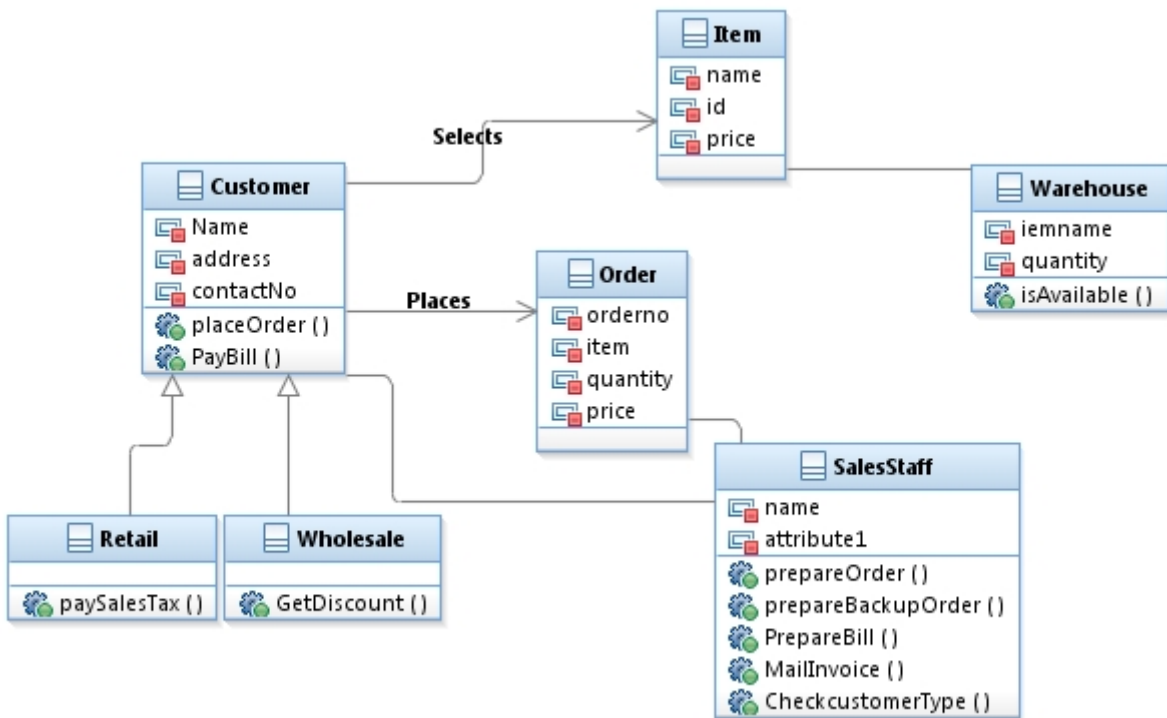 Item
name
id
price
Selects
Customer
Name
address
contactNo
placeOrder ()
PayBill ()
Warehouse
iemname
quantity
isAvailable ()
Places
Order
orderno
item
quantity
price
SalesStaff
name
attribute1
prepareOrder ()
prepareBackupOrder ()
PrepareBill ()
MailInvoice ()
CheckcustomerType ()
Retail
paySalesTax ()
Wholesale
GetDiscount ()